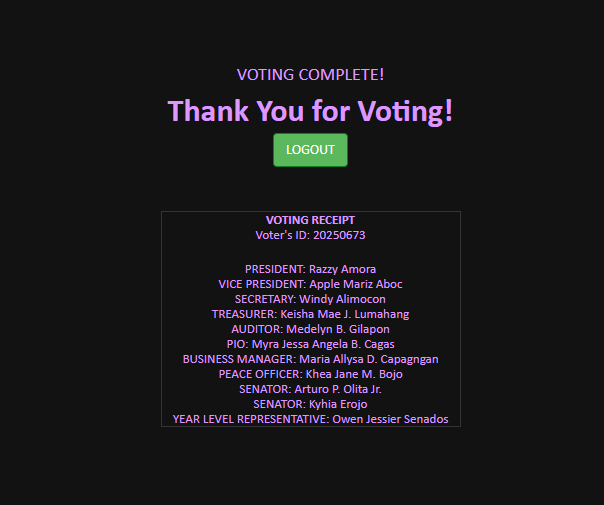 VOTING COMPLETE!
Thank You for Voting!
LOGOUT
VOTING RECEIPT
Voter's ID: 20250673
PRESIDENT: Razzy Amora
VICE PRESIDENT: Apple Mariz Aboc
SECRETARY: Windy Alimocon
TREASURER: Keisha Mae J. Lumahang
AUDITOR: Medelyn B. Gilapon
PIO: Myra Jessa Angela B. Cagas
BUSINESS MANAGER: Maria Allysa D. Capagngan
PEACE OFFICER: Khea Jane M. Bojo
SENATOR: Arturo P. Olita Jr.
SENATOR: Kyhia Erojo
YEAR LEVEL REPRESENTATIVE: Owen Jessier Senados